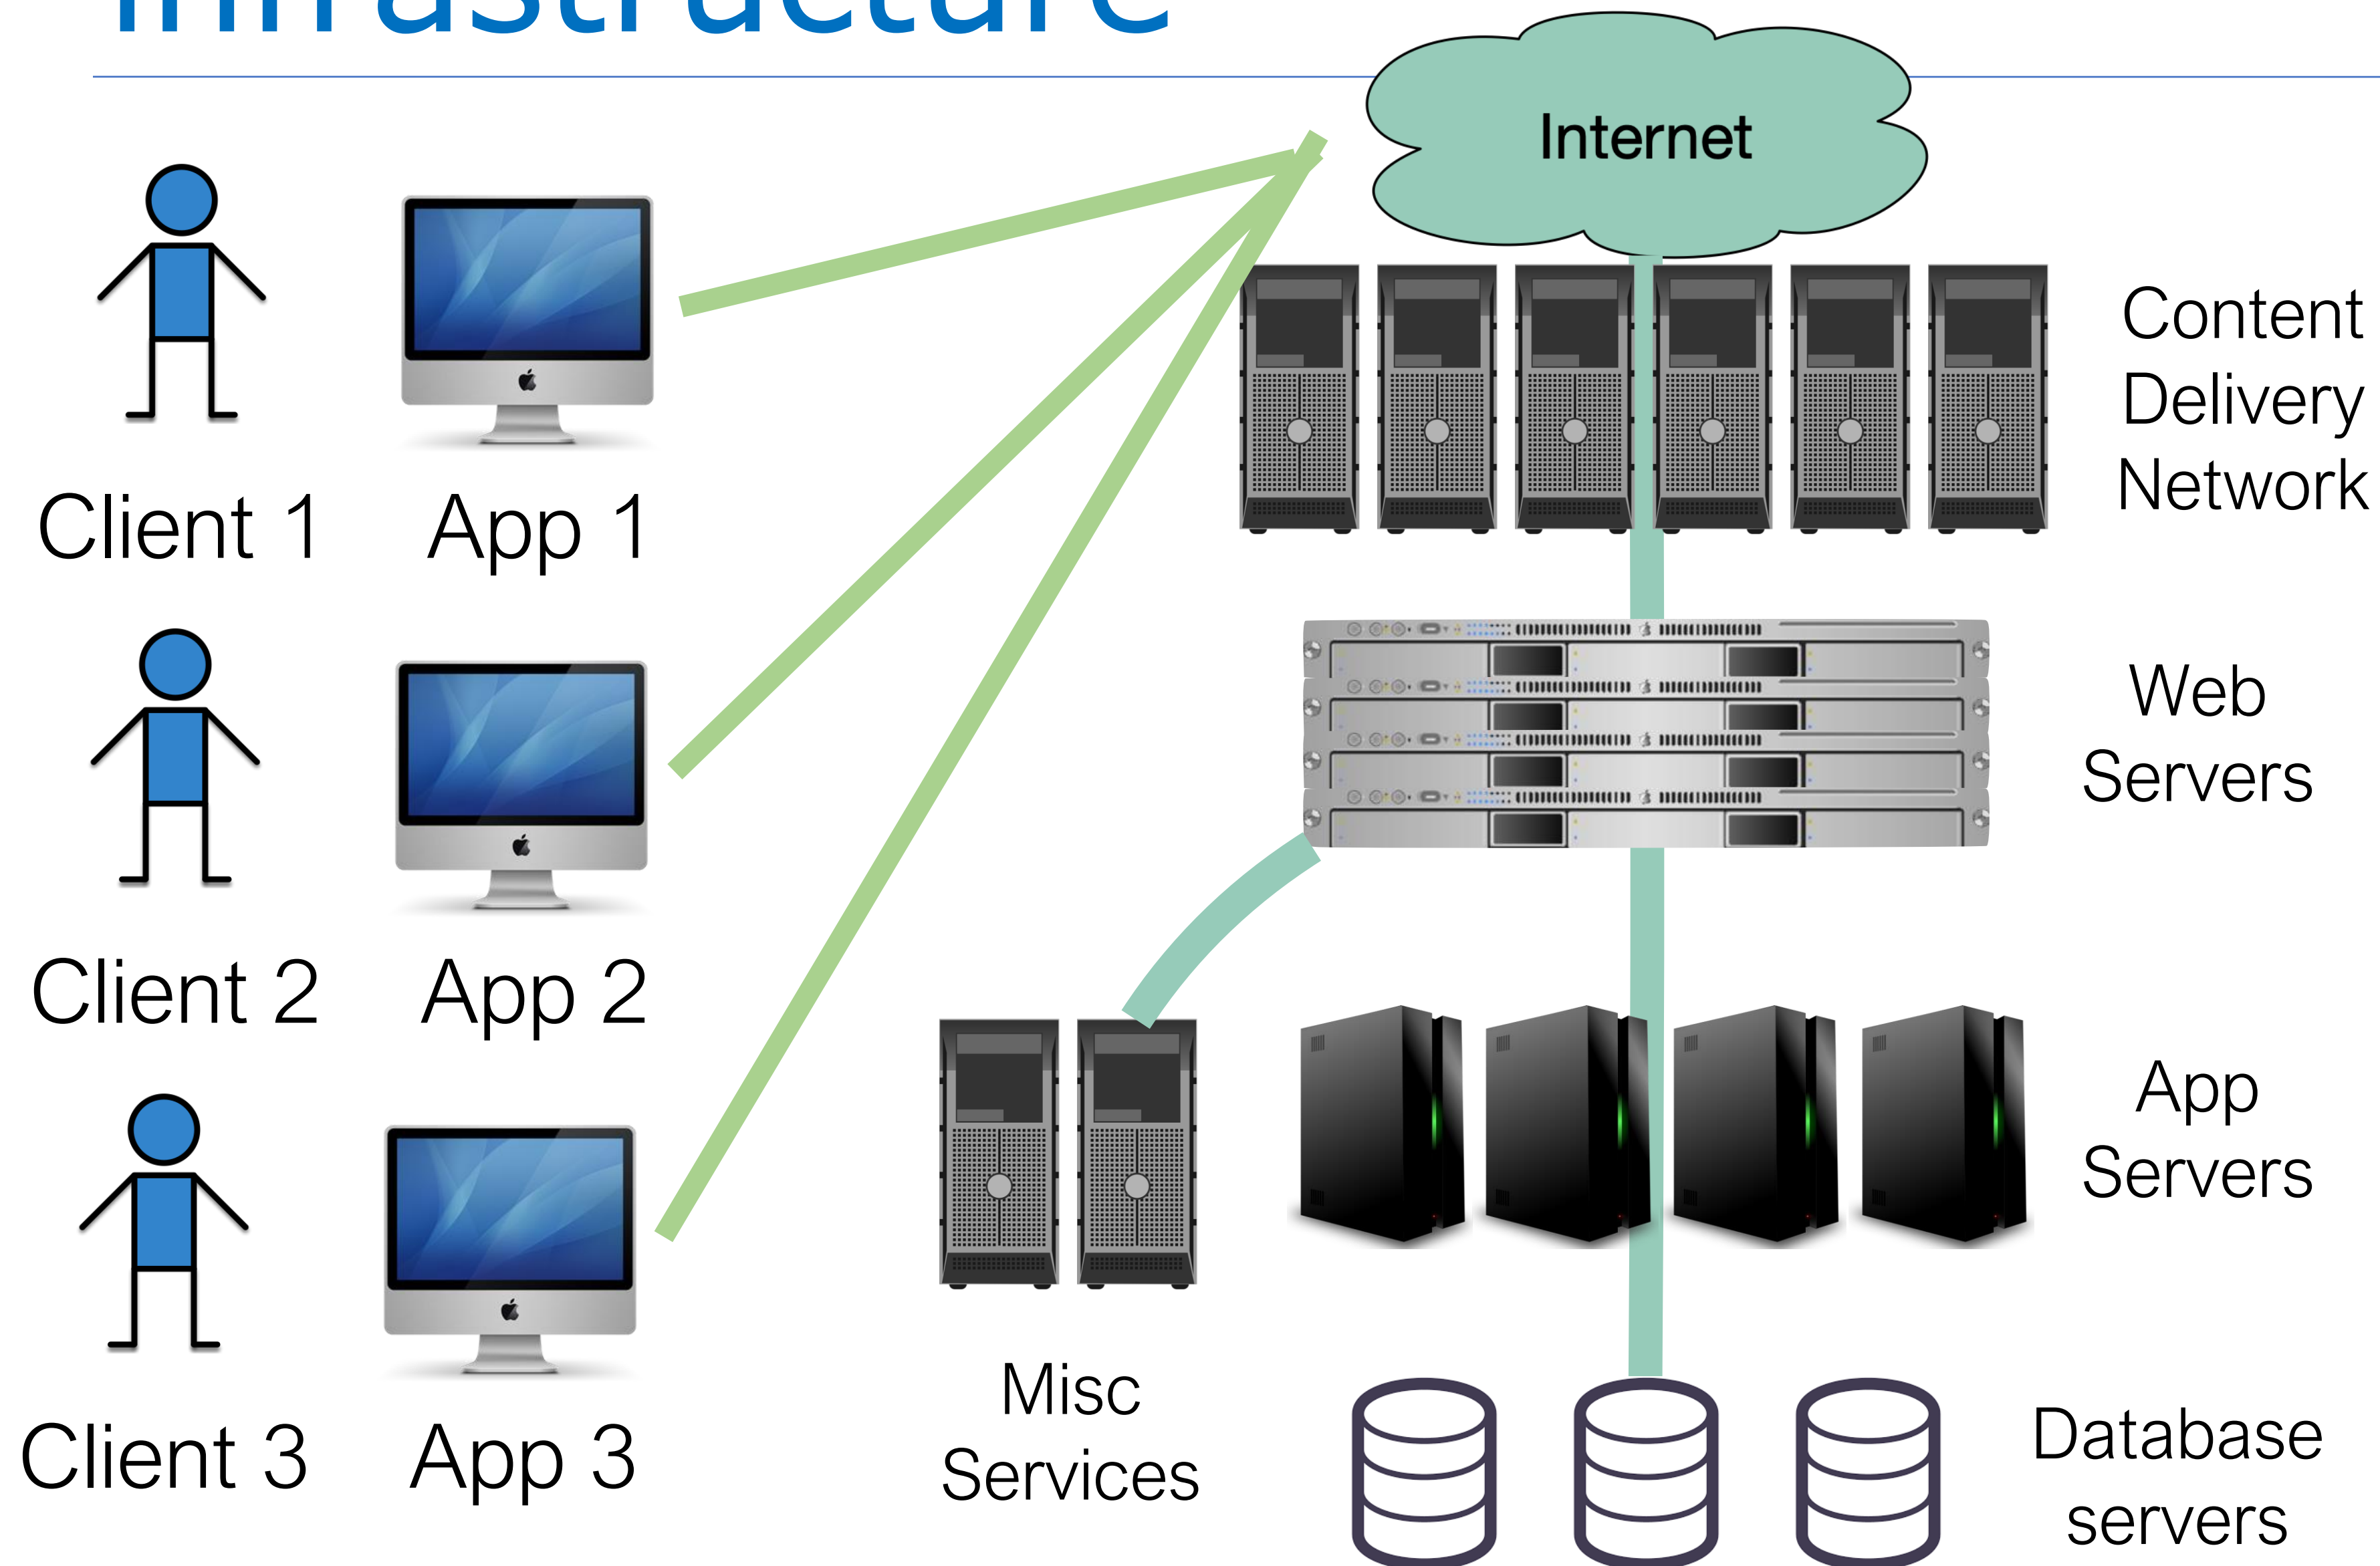 Infrastructure
Internet
Content
Delivery
Network
Client 1
App 1
Web
Servers
Client 2
App 2
App
Servers
Misc
Services
Client 3
App 3
Database
servers